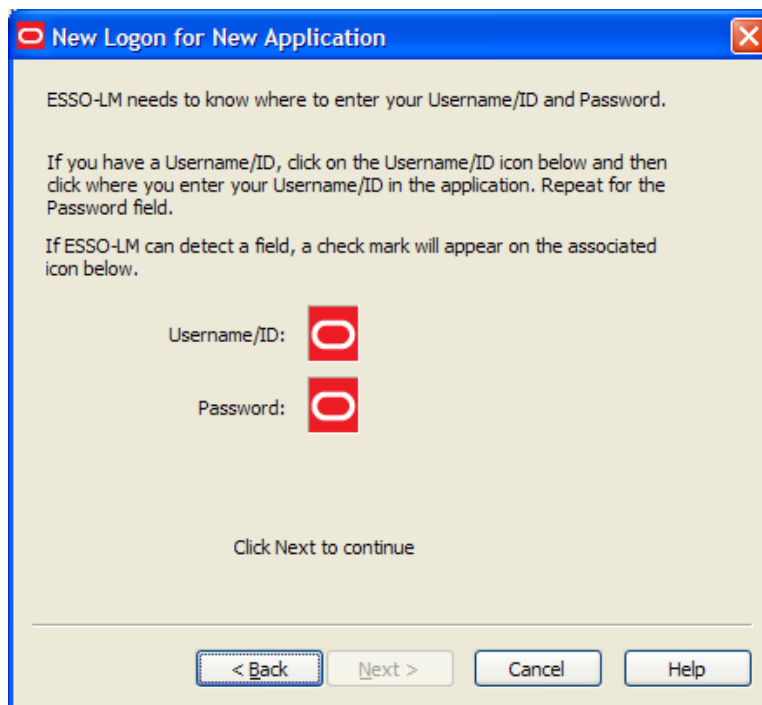 New Logon for New Application
ESSO-LM needs to know where to enter your Username/ID and Password.
If you have a Username/ID, click on the Username/ID icon below and then
click where you enter your Username/ID in the application. Repeat for the
Password field.
If ESSO-LM can detect a field, a check mark will appear on the associated
icon below.
Username/ID:
Password:
Click Next to continue
< Back Next > Cancel Help